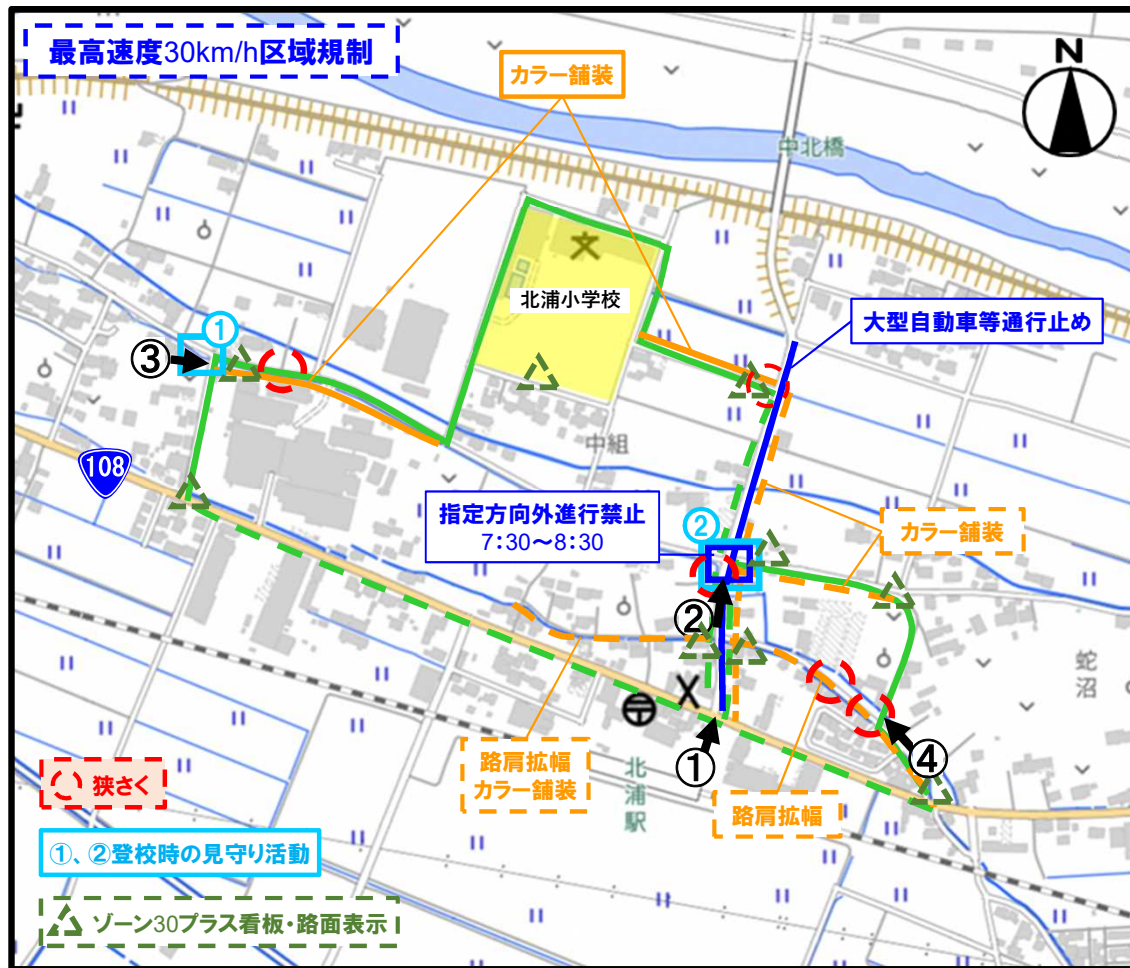 最高速度30km/h区域規制
カラー舗装
N
中北橋
北浦小学校
大型自動車等通行止め
①
③
中組
108
指定方向外進行禁止
7:30～8:30
②
カラー舗装
②
蛇沼
①
④
路肩拡幅
カラー舗装
北浦駅
路肩拡幅
狭さく
①、②登校時の見守り活動
ゾーン30プラス看板・路面表示